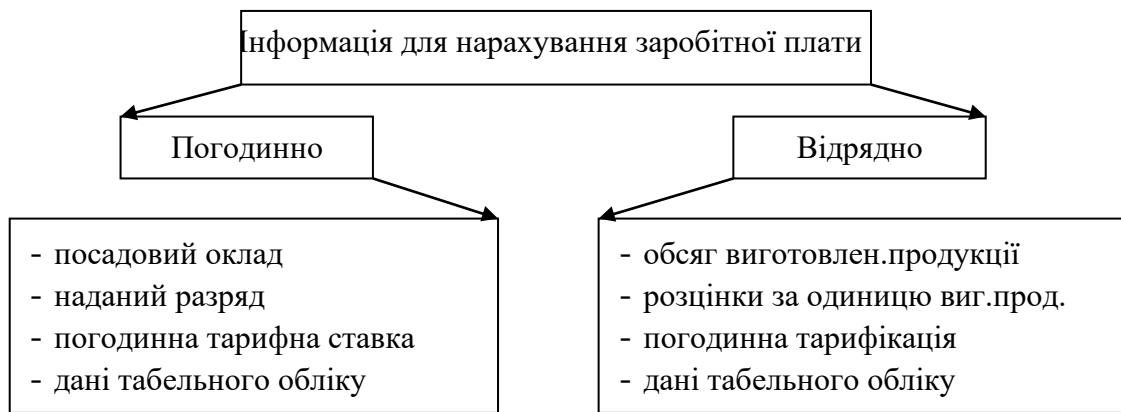 Інформація для нарахування заробітної плати
Погодинно
Відрядно
- посадовий оклад
- наданий разряд
- погодинна тарифна ставка
- дані табельного обліку
- обсяг виготовлен.продукції
- розцінки за одиницю виг.прод.
- погодинна тарифікація
- дані табельного обліку